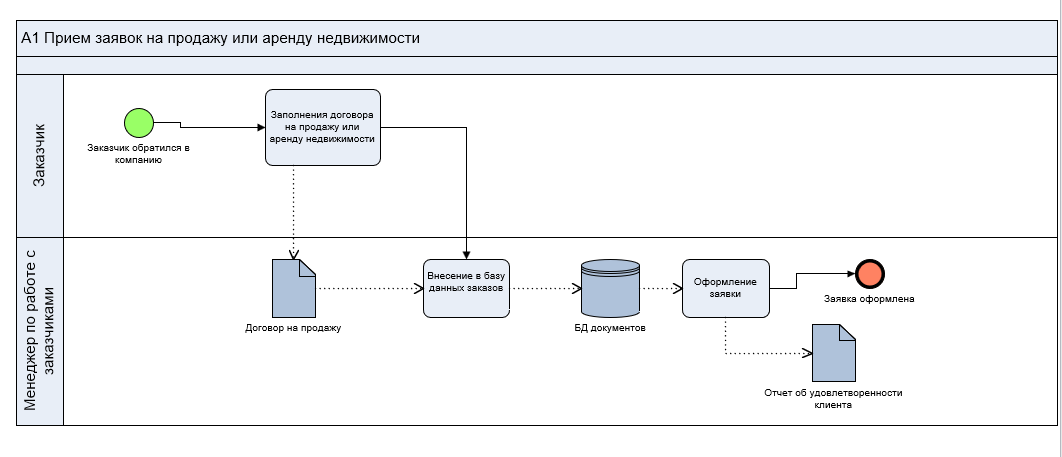 А1 Прием заявок на продажу или аренду недвижимости
Заказчик
Заказчик обратился в
компанию
Заполнения договора
на продажу или
аренду недвижимости
Менеджер по работе с
заказчиками
Договор на продажу
Внесение в базу
данных заказов
БД документов
Оформление
заявки
Заявка оформлена
Отчет об удовлетворенности
клиента